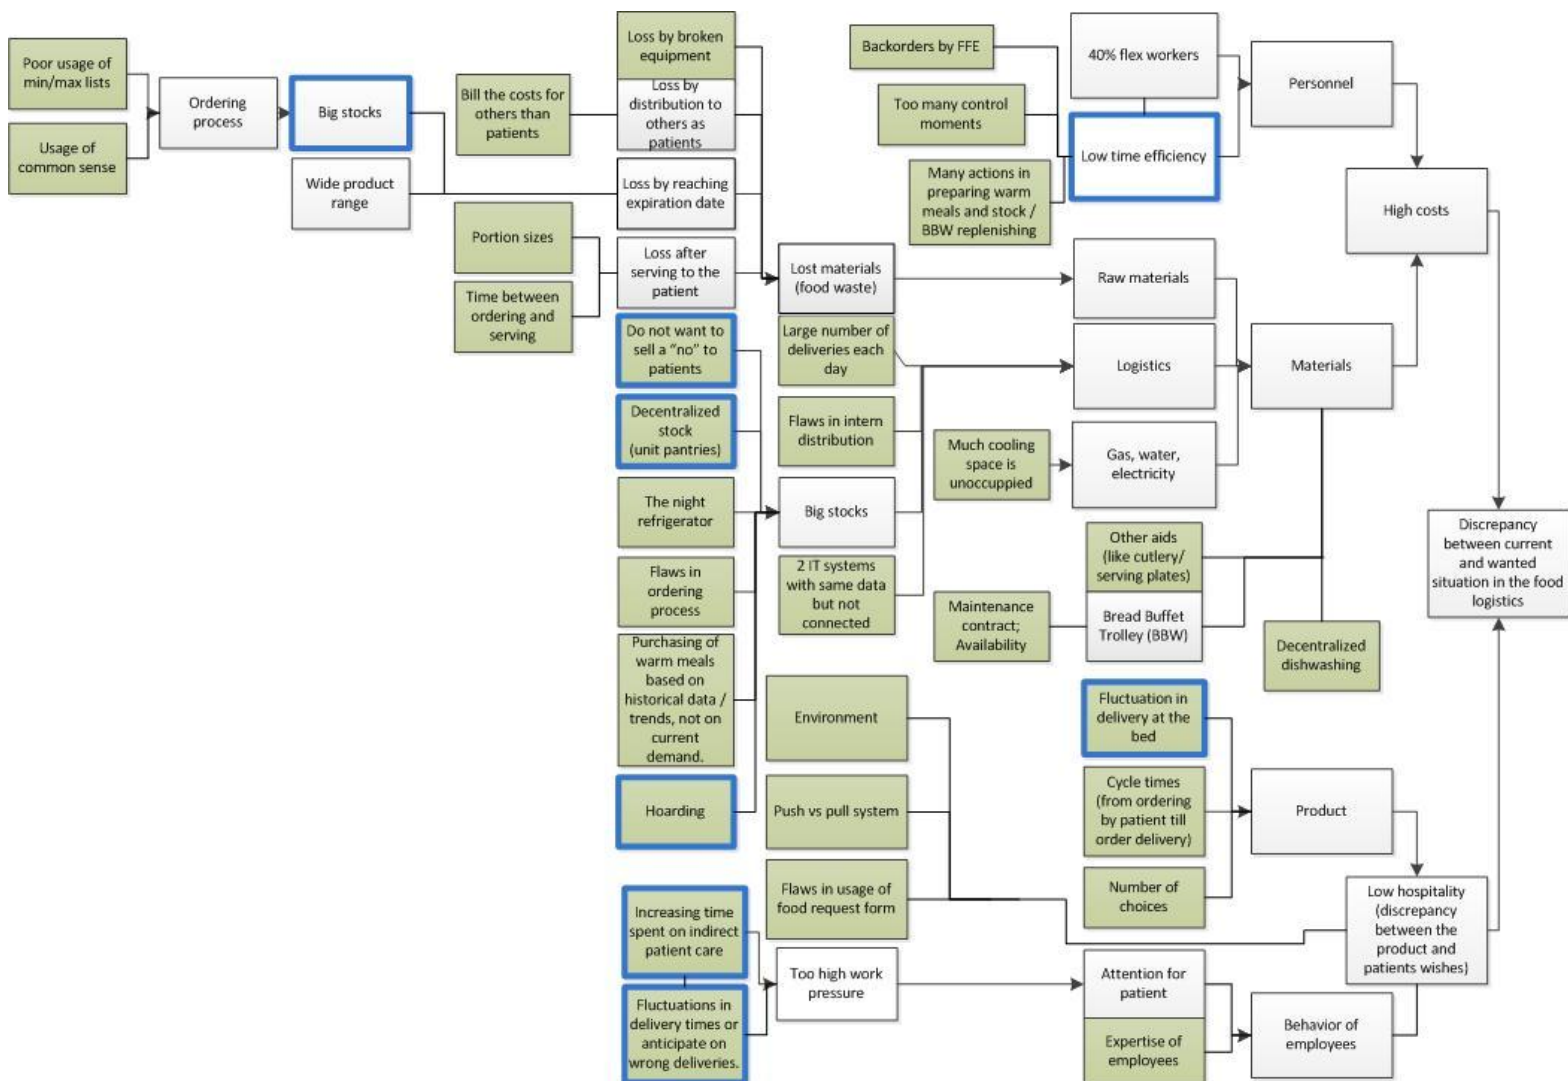 Poor usage of
min/max lists
Usage of
common sense
Ordering
process
Big stocks
Wide product
range
Bill the costs for
others than
patients
Portion sizes
Time between
ordering and
serving
Loss by broken
equipment
Loss by
distribution to
others as
patients
Loss by reaching
expiration date
Loss after
serving to the
patient
Do not want to
sell a “no” to
patients
Decentralized
stock
(unit pantries)
The night
refrigerator
Flaws in
ordering
process
Purchasing of
warm meals
based on
historical data /
trends, not on
current
demand.
Hoarding
Increasing time
spent on indirect
patient care
Fluctuations in
delivery times or
anticipate on
wrong deliveries.
Lost materials
(food waste)
Large number of
deliveries each
day
Flaws in intern
distribution
Big stocks
2 IT systems
with same data
but not
connected
Environment
Push vs pull system
Flaws in usage of
food request form
Too high work
pressure
Backorders by FFE
Too many control
moments
Many actions in
preparing warm
meals and stock /
BBW replenishing
Much cooling
space is
unoccuppied
Maintenance
contract;
Availability
40% flex workers
Low time efficiency
Raw materials
Logistics
Gas, water,
electricity
Other aids
(like cutlery/
serving plates)
Bread Buffet
Trolley (BBW)
Fluctuation in
delivery at the
bed
Cycle times
(from ordering
by patient till
order delivery)
Number of
choices
Attention for
patient
Expertise of
employees
Personnel
Materials
Decentralized
dishwashing
Product
Behavior of
employees
High costs
Low hospitality
(discrepancy
between the
product and
patients wishes)
Discrepancy
between current
and wanted
situation in the food
logistics